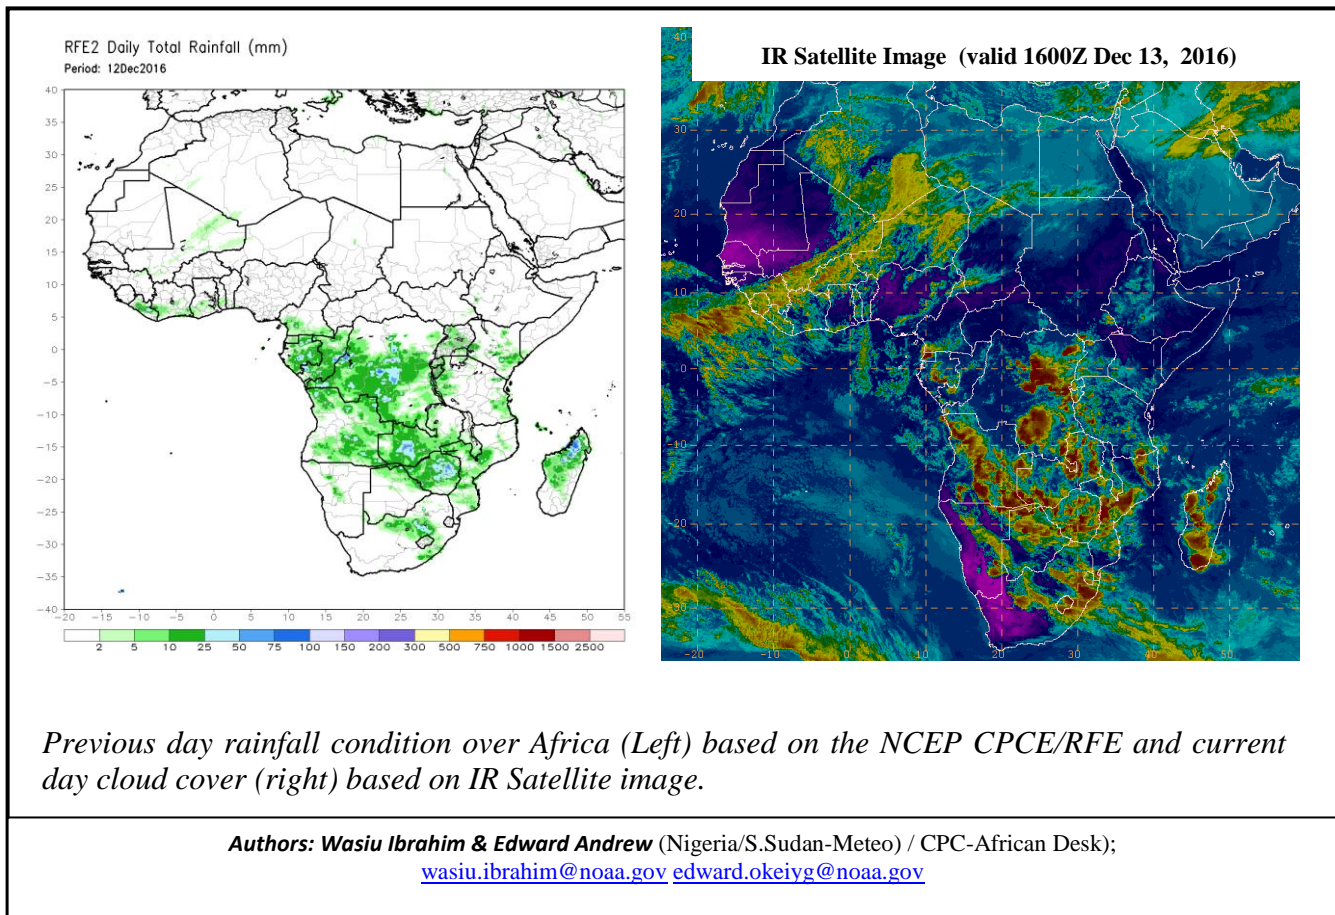 RFE2 Daily Total Rainfall (mm)
Period: 12Dec2016
40
35
30
25
20
15
10
5
0
-5
-10
-15
-20
-25
-30
-35
-40
-20 -15 -10 -5 0 5 10 15 20 25 30 35 40 45 50 55
2 5 10 25 50 75 100 150 200 300 500 750 1000 1500 2500
IR Satellite Image (valid 1600Z Dec 13, 2016)
40
30
20
10
0
-10
-20
-30
-20 -10 0 10 20 30 40 50
Previous day rainfall condition over Africa (Left) based on the NCEP CPCE/RFE and current
day cloud cover (right) based on IR Satellite image.
Authors: Wasiu Ibrahim & Edward Andrew (Nigeria/S.Sudan-Meteo) / CPC-African Desk);
wasiu.ibrahim@noaa.gov edward.okeiyg@noaa.gov